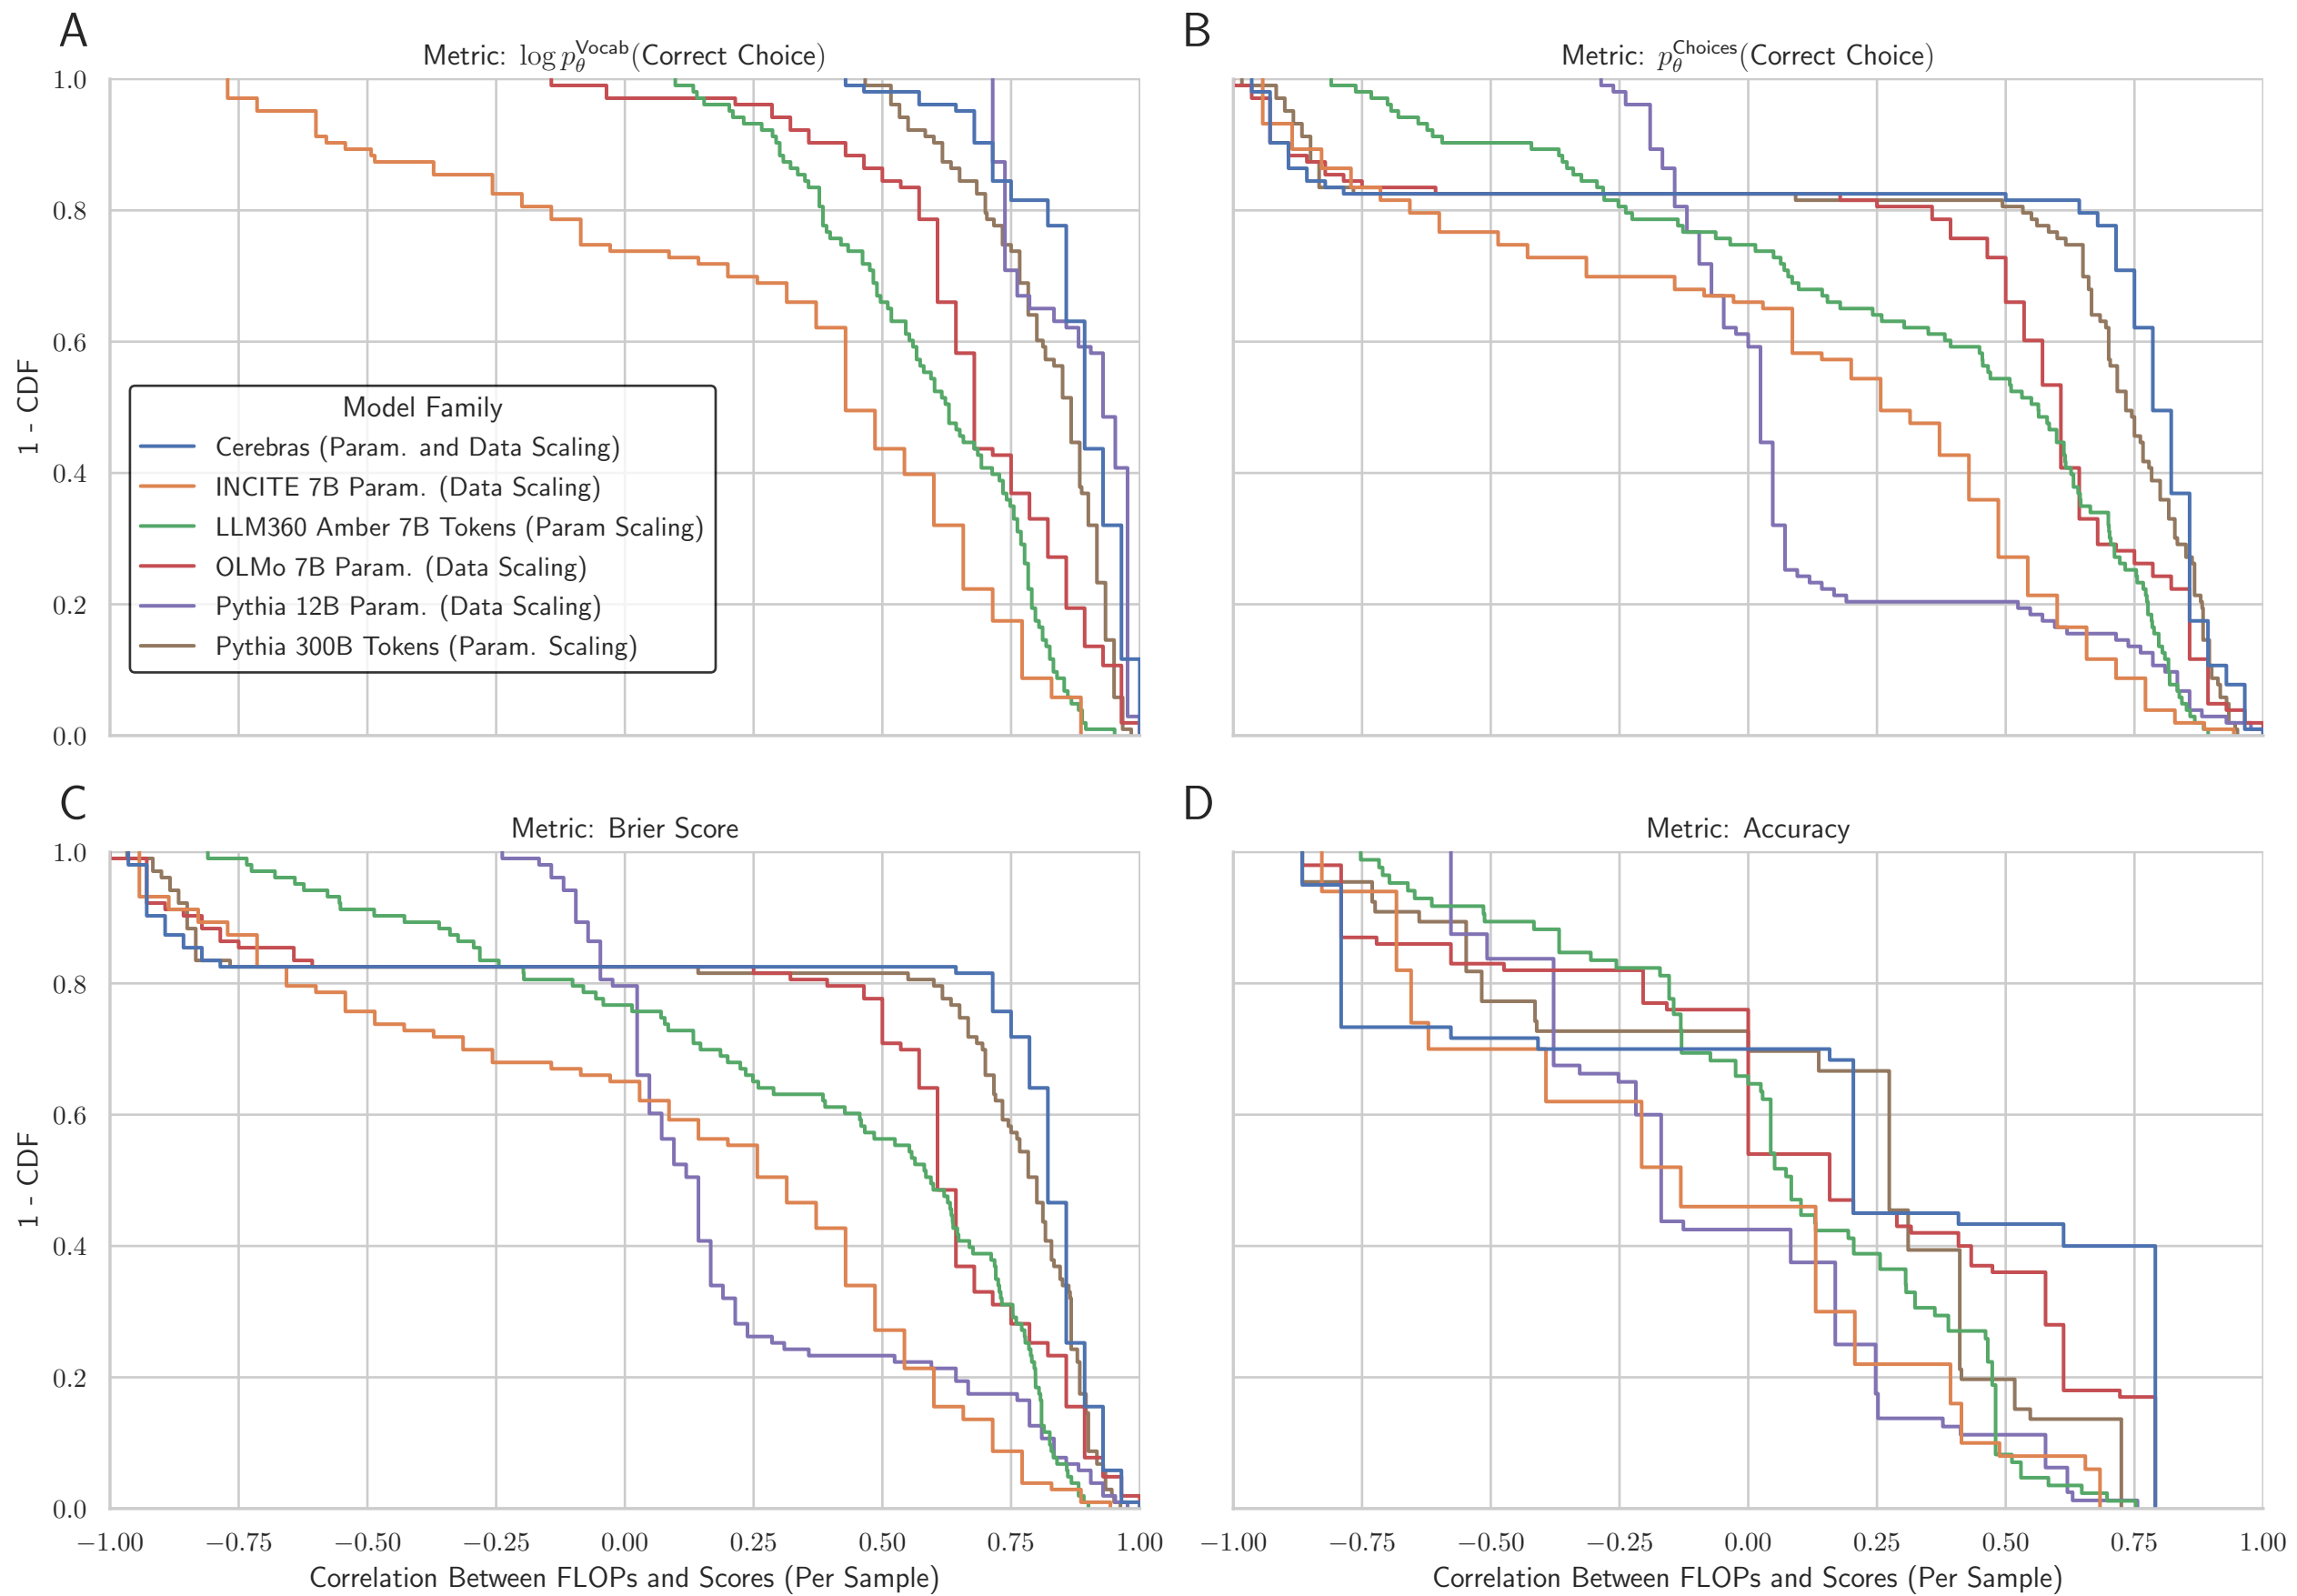 A
Metric: log p_θ^Vocab(Correct Choice)
B
Metric: p_θ^Choices(Correct Choice)
1.0
0.8
0.6
0.4
0.2
0.0
1 - CDF
Model Family
Cerebras (Param. and Data Scaling)
INCITE 7B Param. (Data Scaling)
LLM360 Amber 7B Tokens (Param Scaling)
OLMo 7B Param. (Data Scaling)
Pythia 12B Param. (Data Scaling)
Pythia 300B Tokens (Param. Scaling)
C
Metric: Brier Score
D
Metric: Accuracy
1.0
0.8
0.6
0.4
0.2
0.0
1 - CDF
−1.00 −0.75 −0.50 −0.25 0.00 0.25 0.50 0.75 1.00
Correlation Between FLOPs and Scores (Per Sample)
−1.00 −0.75 −0.50 −0.25 0.00 0.25 0.50 0.75 1.00
Correlation Between FLOPs and Scores (Per Sample)